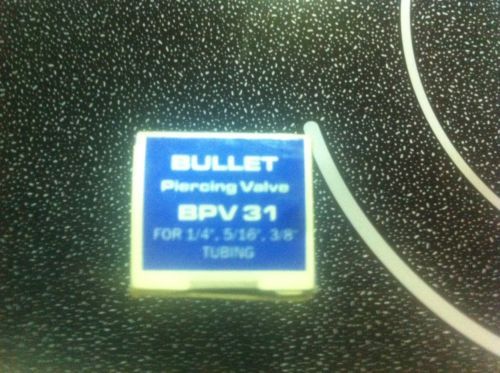 BULLET
Piercing Valve
BPV 31
FOR 1/4", 5/16", 3/8"
TUBING